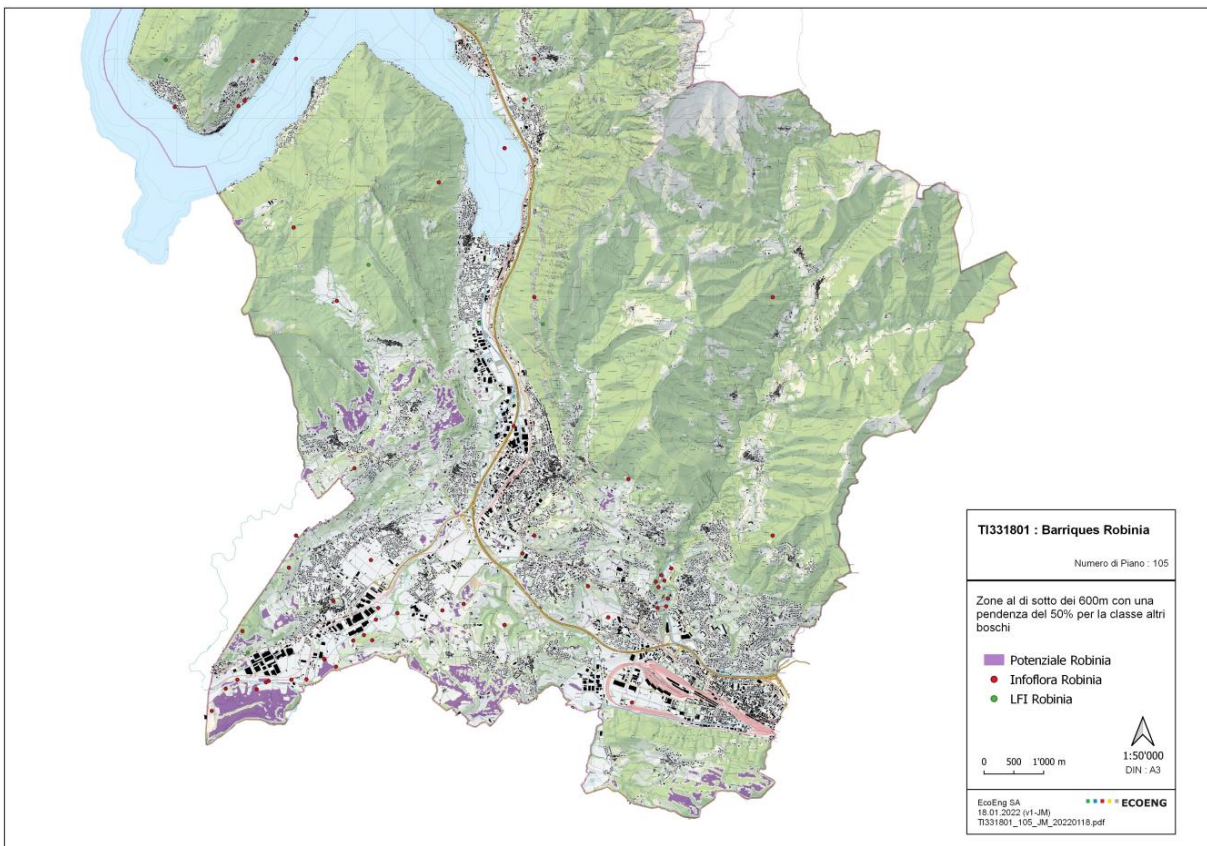 TI331801 : Barriques Robinia
Numero di Piano : 105
Zone al di sotto dei 600m con una
pendenza del 50% per la classe altri
boschi
Potenziale Robinia
Infoflora Robinia
LFI Robinia
0 500 1'000 m
1:50'000
DIN : A3
EcoEng SA
18.01.2022 (v1-JM)
TI331801_105_JM_20220118.pdf
ECOENG